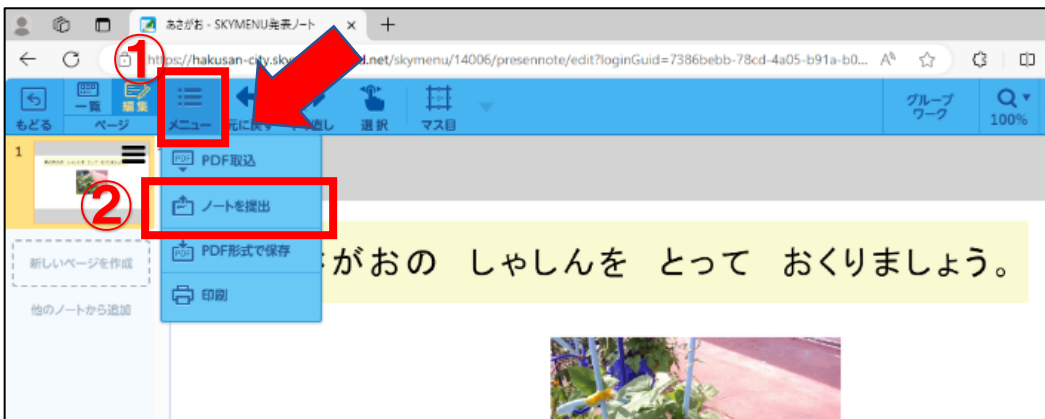 あさがお - SKYMENU発表ノート
①
https://hakusan-city.sky d.net/skymenu/14006/presennote/edit?loginGuid=7386bebb-78cd-4a05-b91a-b0...
もどる 一覧 編集 ページ メニュー 元に戻す り直し 選択 マス目 グループワーク 100%
1
PDF PDF取込
②
ノートを提出
PDF PDF形式で保存
印刷
新しいページを作成
他のノートから追加
がおの しゃしんを とって おくりましょう。